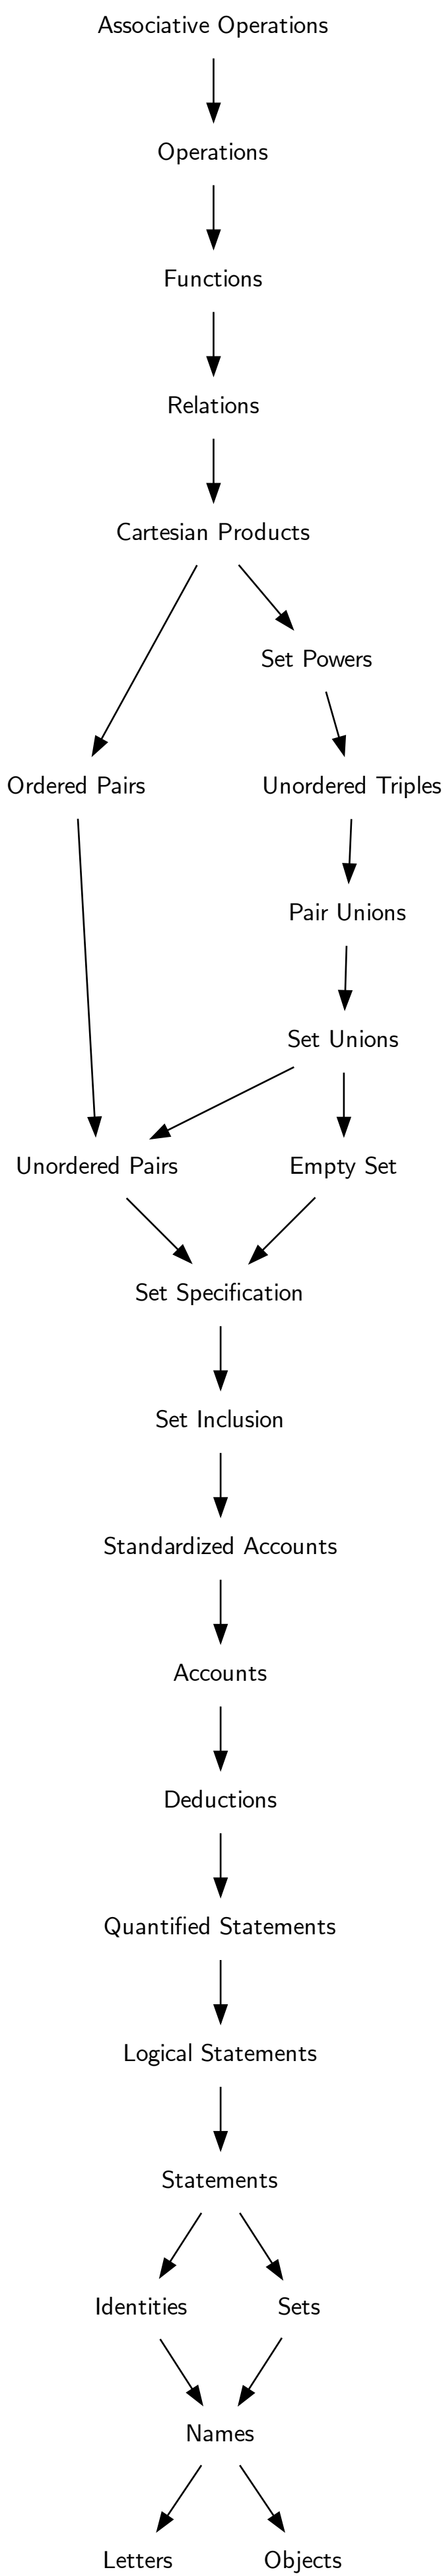 Associative Operations
Operations
Functions
Relations
Cartesian Products
Set Powers
Ordered Pairs
Unordered Triples
Pair Unions
Set Unions
Unordered Pairs
Empty Set
Set Specification
Set Inclusion
Standardized Accounts
Accounts
Deductions
Quantified Statements
Logical Statements
Statements
Identities
Sets
Names
Letters
Objects